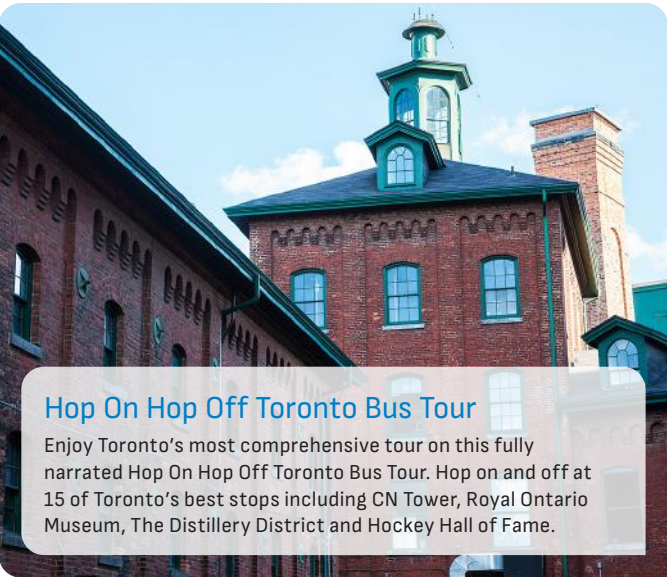 Hop On Hop Off Toronto Bus Tour
Enjoy Toronto’s most comprehensive tour on this fully
narrated Hop On Hop Off Toronto Bus Tour. Hop on and off at
15 of Toronto’s best stops including CN Tower, Royal Ontario
Museum, The Distillery District and Hockey Hall of Fame.